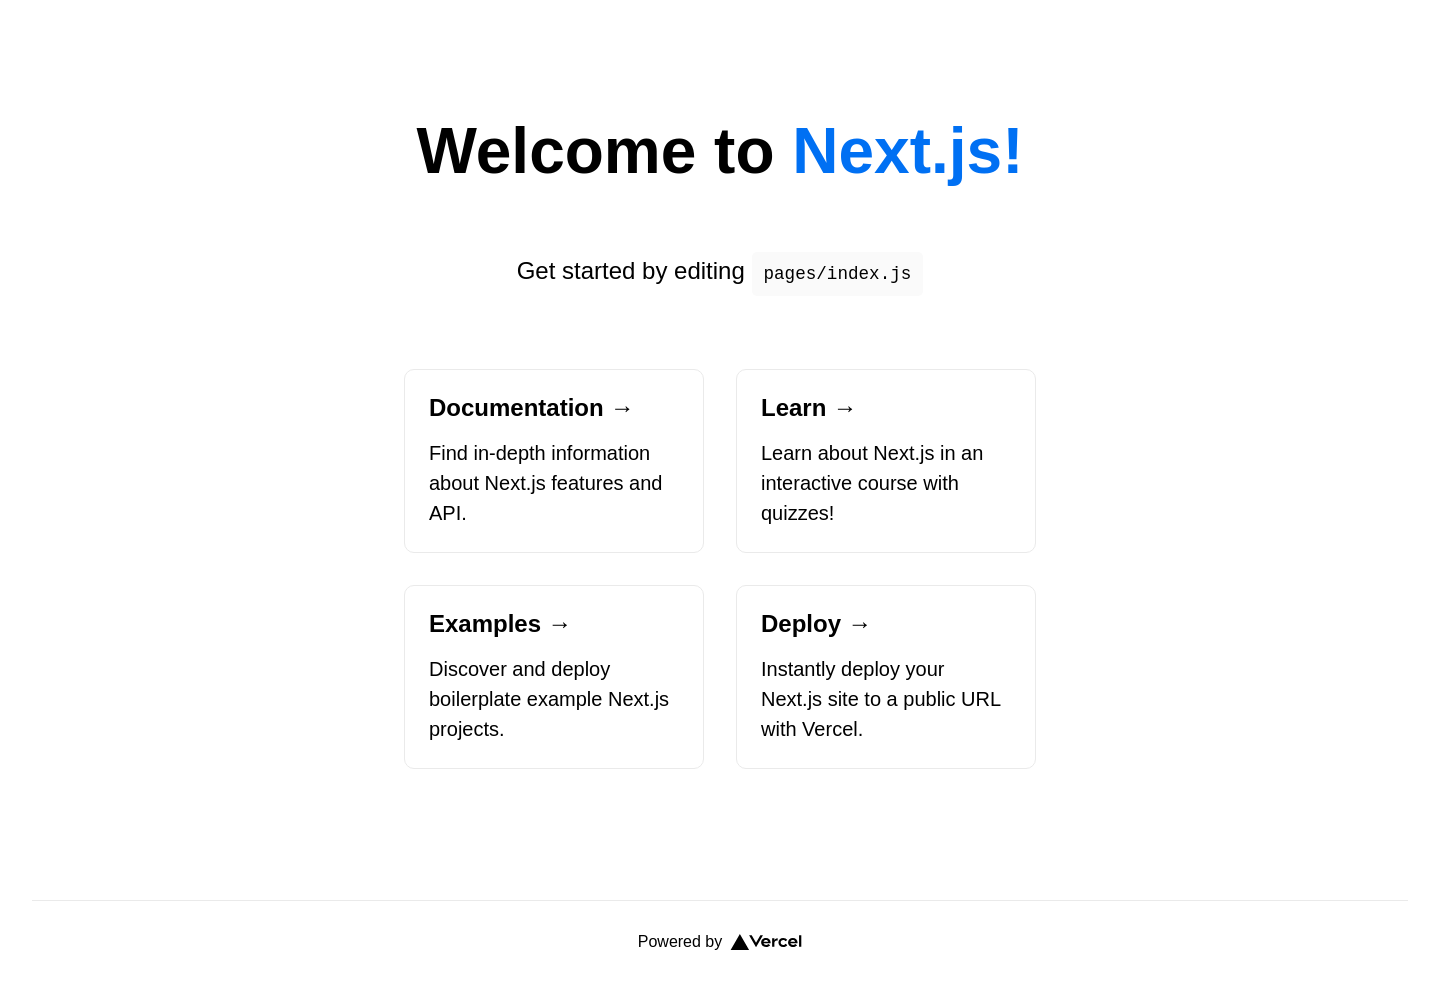 Welcome to Next.js!
Get started by editing pages/index.js
Documentation →
Find in-depth information
about Next.js features and
API.
Learn →
Learn about Next.js in an
interactive course with
quizzes!
Examples →
Discover and deploy
boilerplate example Next.js
projects.
Deploy →
Instantly deploy your
Next.js site to a public URL
with Vercel.
Powered by Vercel